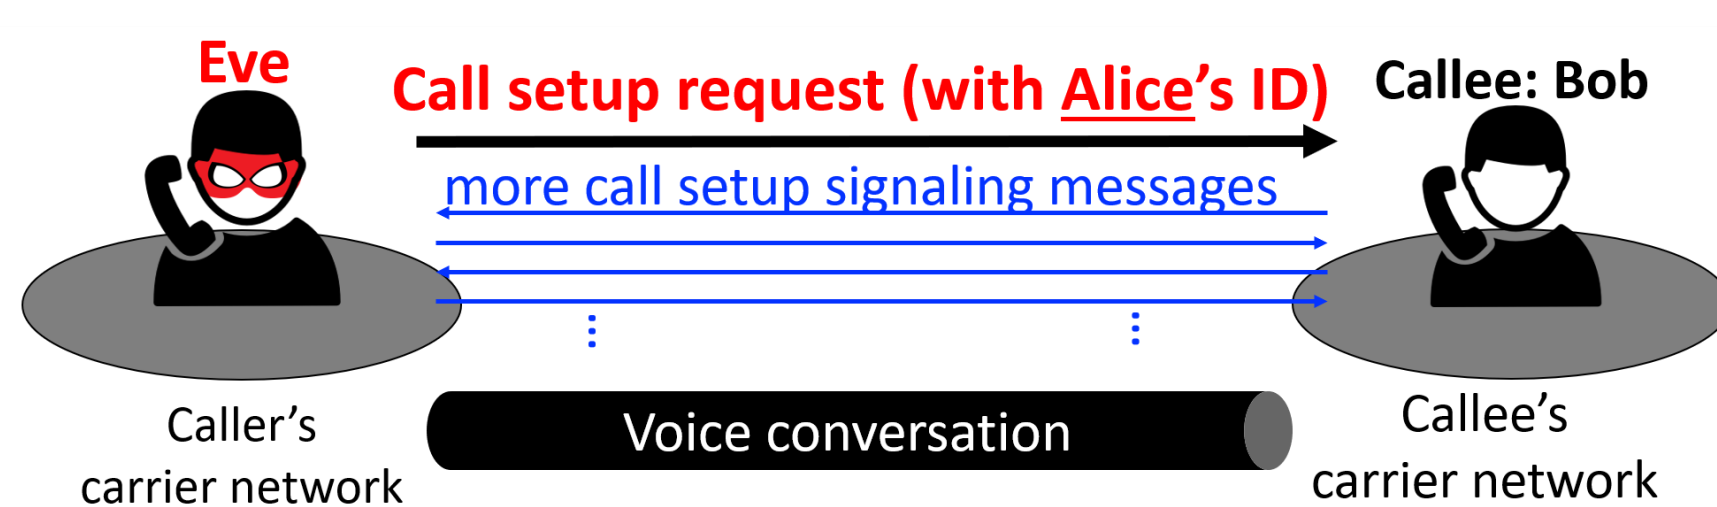 Eve
Call setup request (with Alice's ID)
Callee: Bob
more call setup signaling messages
Voice conversation
Caller's
carrier network
Callee's
carrier network